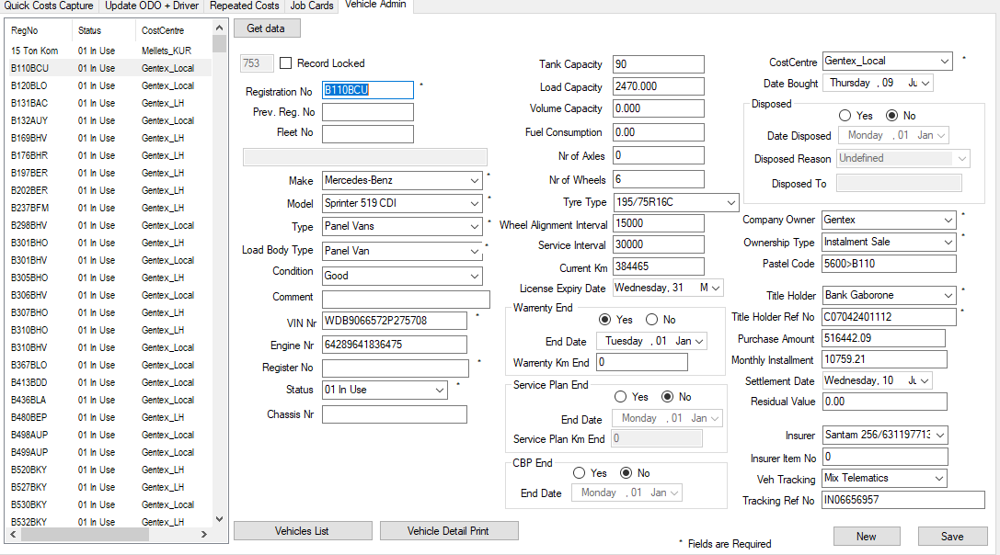 Quick Costs Capture Update ODO + Driver Repeated Costs Job Cards Vehicle Admin
RegNo Status CostCentre
15 Ton Kom 01 In Use Mellets_KUR
B110BCU 01 In Use Gentex_Local
B120BLO 01 In Use Gentex_Local
B131BAC 01 In Use Gentex_LH
B132AUY 01 In Use Gentex_Local
B169BHV 01 In Use Gentex_LH
B176BHR 01 In Use Gentex_LH
B197BER 01 In Use Gentex_LH
B202BER 01 In Use Gentex_LH
B237BFM 01 In Use Gentex_LH
B298BHV 01 In Use Gentex_Local
B301BHO 01 In Use Gentex_LH
B301BHV 01 In Use Gentex_Local
B305BHO 01 In Use Gentex_LH
B306BHV 01 In Use Gentex_Local
B307BHO 01 In Use Gentex_LH
B310BHO 01 In Use Gentex_LH
B310BHV 01 In Use Gentex_Local
B367BLO 01 In Use Gentex_Local
B413BDD 01 In Use Gentex_LH
B436BLA 01 In Use Gentex_Local
B480BEP 01 In Use Gentex_LH
B498AUP 01 In Use Gentex_Local
B499AUP 01 In Use Gentex_Local
B520BKY 01 In Use Gentex_LH
B527BKY 01 In Use Gentex_LH
B530BKY 01 In Use Gentex_Local
B532BKY 01 In Use Gentex_LH
Get data
753 Record Locked
Registration No B110BCU *
Prev. Reg. No
Fleet No
Make Mercedes-Benz *
Model Sprinter 519 CDI *
Type Panel Vans *
Load Body Type Panel Van *
Condition Good
Comment
VIN Nr WDB9066572P275708 *
Engine Nr 64289641836475
Register No *
Status 01 In Use *
Chassis Nr
Vehicles List Vehicle Detail Print
Tank Capacity 90
Load Capacity 2470.000
Volume Capacity 0.000
Fuel Consumption 0.00
Nr of Axles 0
Nr of Wheels 6
Tyre Type 195/75R16C
Wheel Alignment Interval 15000
Service Interval 30000
Current Km 384465
License Expiry Date Wednesday, 31 M
Warrenty End
Yes No
End Date Tuesday , 01 Jan
Warrenty Km End 0
Service Plan End
Yes No
End Date Monday , 01 Jan
Service Plan Km End 0
CBP End
Yes No
End Date Monday , 01 Jan
CostCentre Gentex_Local *
Date Bought Thursday , 09 Ju
Disposed
Yes No
Date Disposed Monday , 01 Jan
Disposed Reason Undefined
Disposed To
Company Owner Gentex *
Ownership Type Instalment Sale *
Pastel Code 5600>B110
Title Holder Bank Gaborone *
Title Holder Ref No C07042401112 *
Purchase Amount 516442.09
Monthly Installment 10759.21
Settlement Date Wednesday, 10 Ju
Residual Value 0.00
Insurer Santam 256/631197713
Insurer Item No 0
Veh Tracking Mix Telematics
Tracking Ref No IN06656957
* Fields are Required
New Save